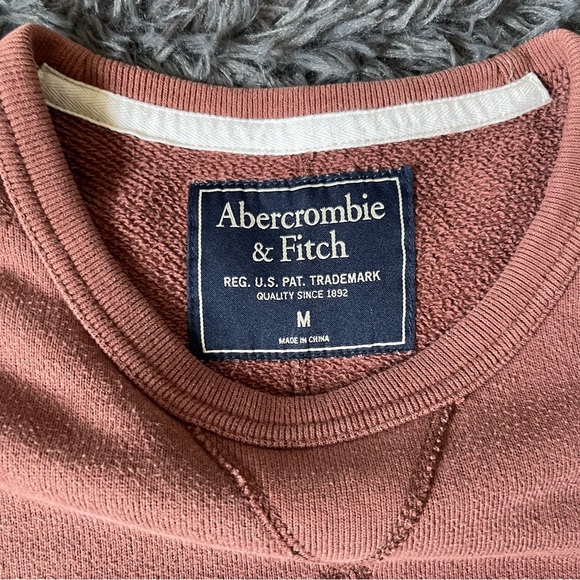 Abercrombie
& Fitch
REG. U.S. PAT. TRADEMARK
QUALITY SINCE 1892
M
MADE IN CHINA